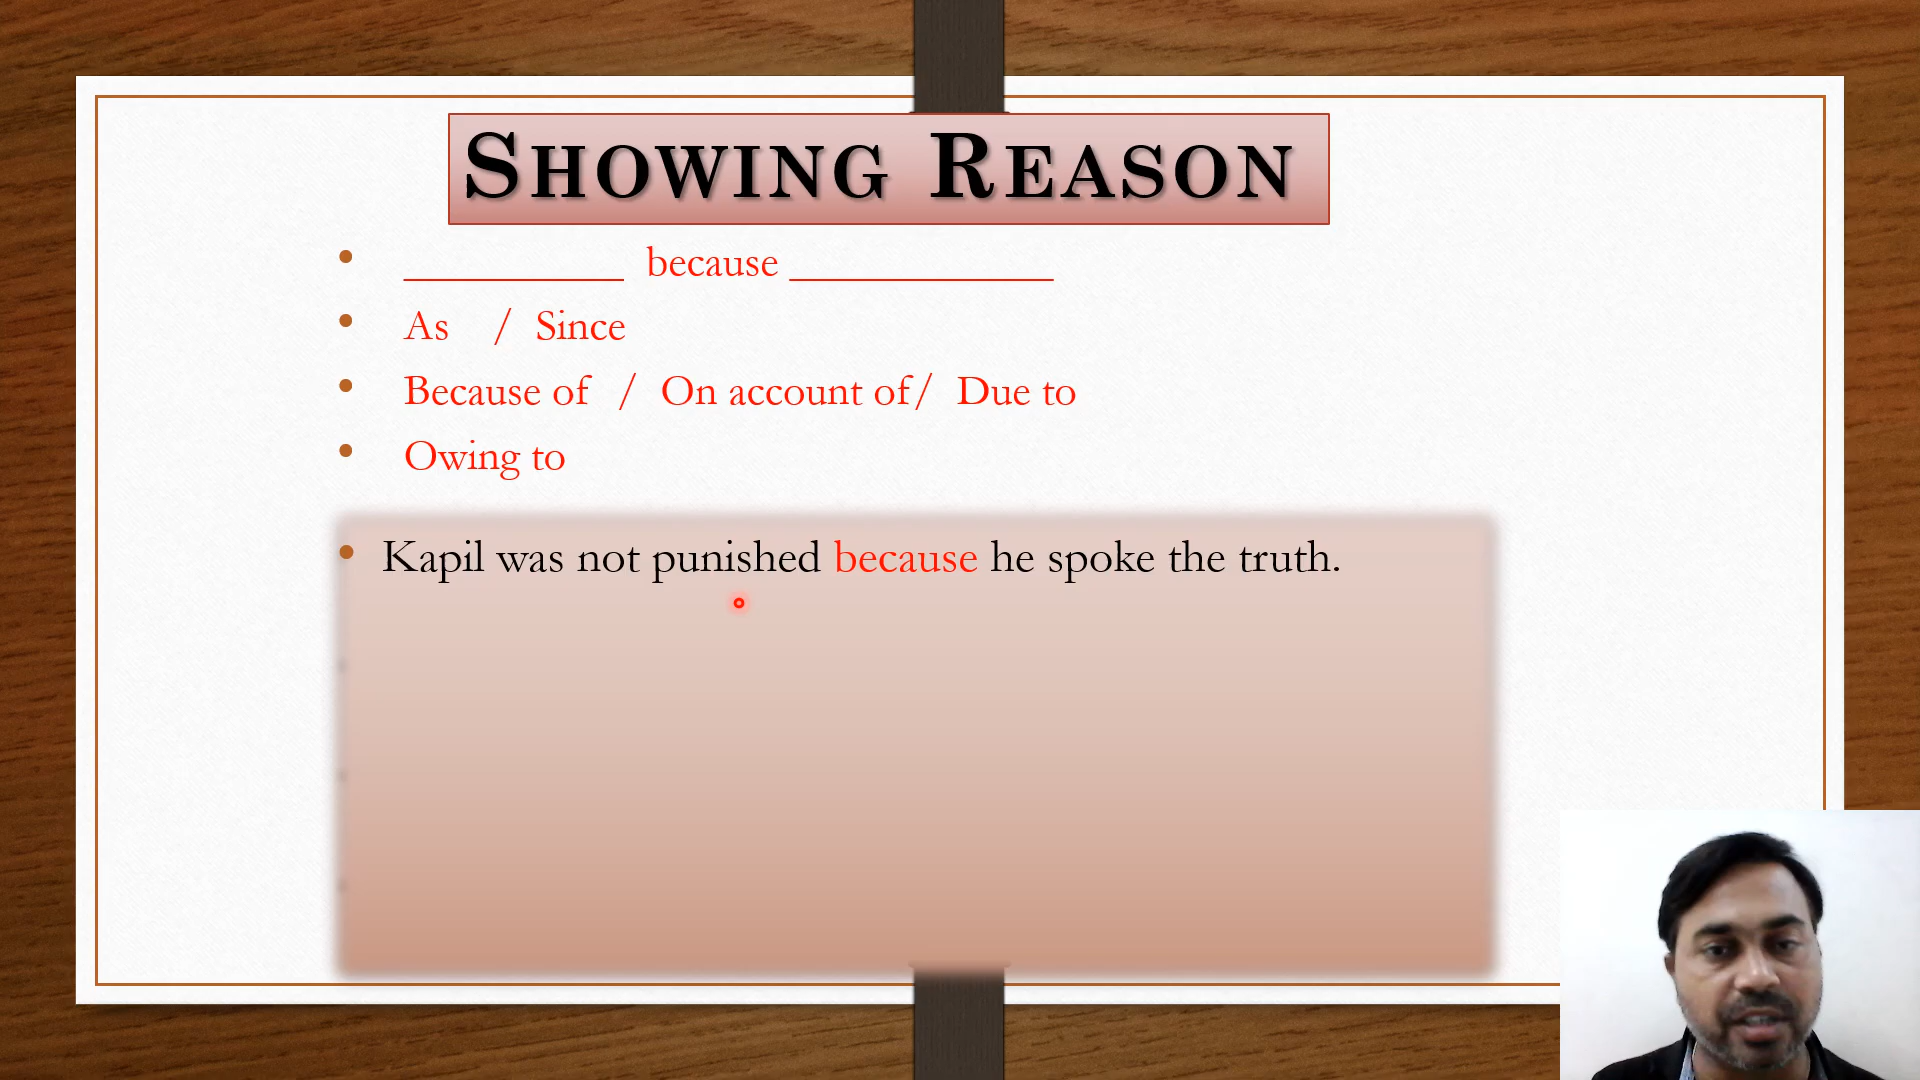 Showing Reason
__________ because ____________
As / Since
Because of / On account of/ Due to
Owing to
Kapil was not punished because he spoke the truth.